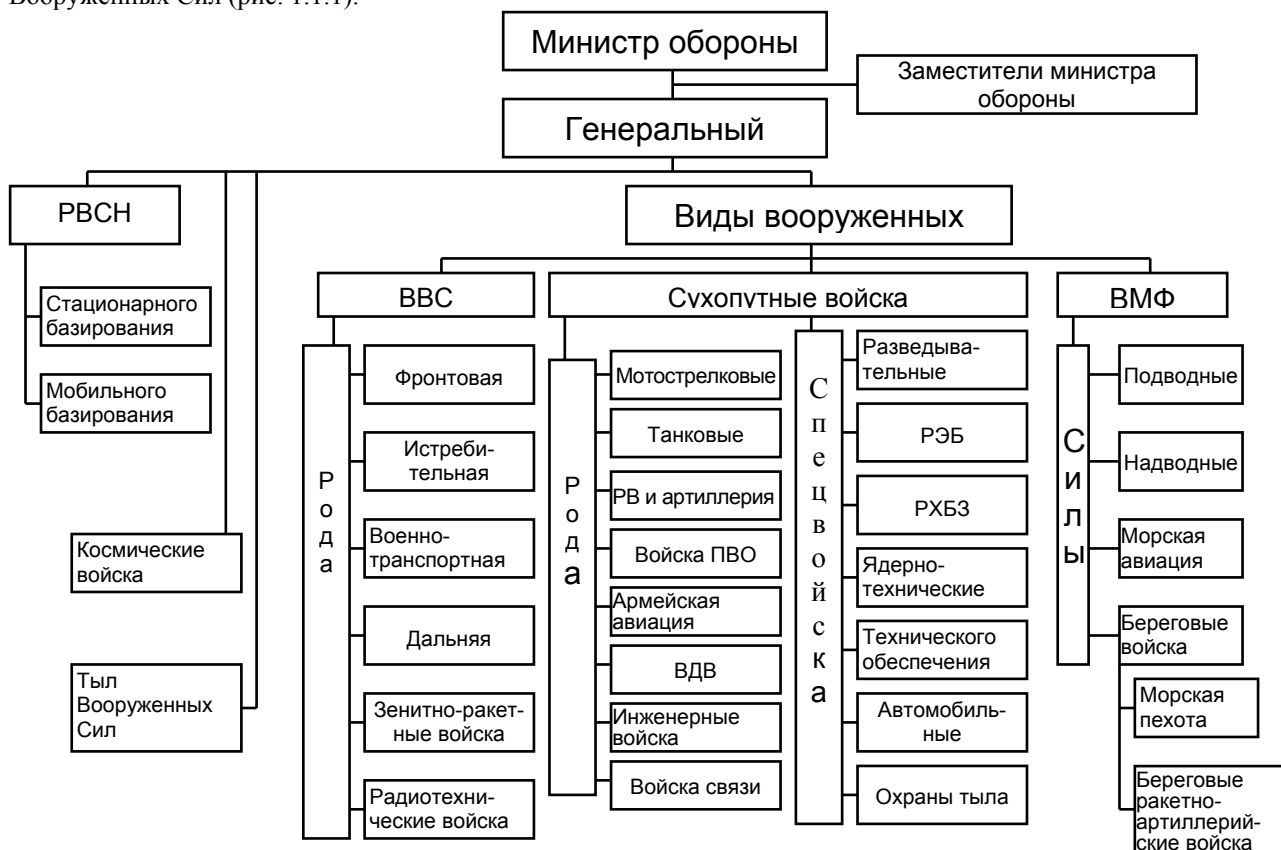 Вооруженных Сил (рис. 1.1.1).
Министр обороны
Заместители министра
обороны
Генеральный
РВСН
Виды вооруженных
Стационарного
базирования
Мобильного
базирования
Космические
войска
Тыл
Вооруженных
Сил
ВВС
Рода
Фронтовая
Истреби-
тельная
Военно-
транспортная
Дальняя
Зенитно-ракет-
ные войска
Радиотехни-
ческие войска
Сухопутные войска
Рода
Мотострелковые
Танковые
РВ и артиллерия
Войска ПВО
Армейская
авиация
ВДВ
Инженерные
войска
Войска связи
Спецвойска
Разведыва-
тельные
РЭБ
РХБЗ
Ядерно-
технические
Технического
обеспечения
Автомобиль-
ные
Охраны тыла
ВМФ
Силы
Подводные
Надводные
Морская
авиация
Береговые
войска
Морская
пехота
Береговые
ракетно-
артиллерий-
ские войска